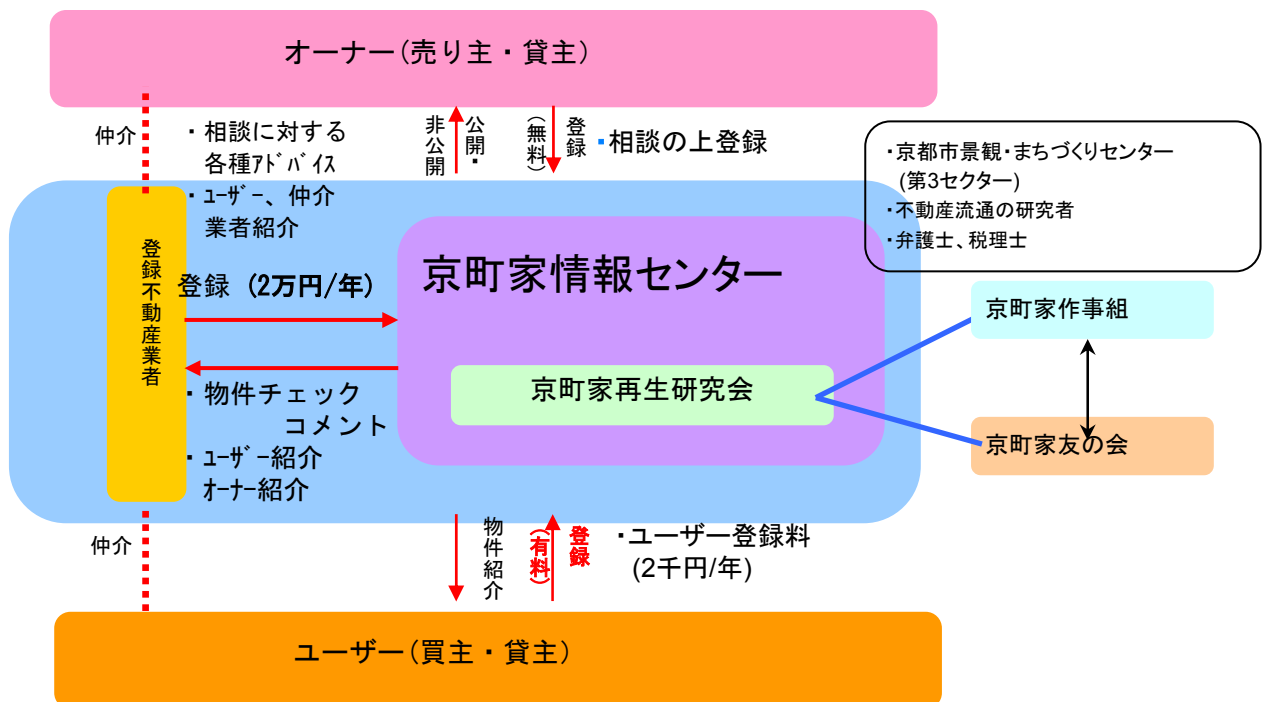 オーナー(売り主・貸主)
仲介
・相談に対する
各種ｱﾄﾞﾊﾞｲｽ
・ﾕｰｻﾞｰ、仲介
業者紹介
公開・
非公開
登録
(無料)
・相談の上登録
・京都市景観・まちづくりセンター
(第3セクター)
・不動産流通の研究者
・弁護士、税理士
登録不動産業者
登録 (2万円/年)
京町家情報センター
京町家再生研究会
京町家作事組
京町家友の会
・物件チェック
コメント
・ﾕｰｻﾞｰ紹介
ｵｰﾅｰ紹介
仲介
物件紹介
登録
(有料)
・ユーザー登録料
(2千円/年)
ユーザー(買主・貸主)